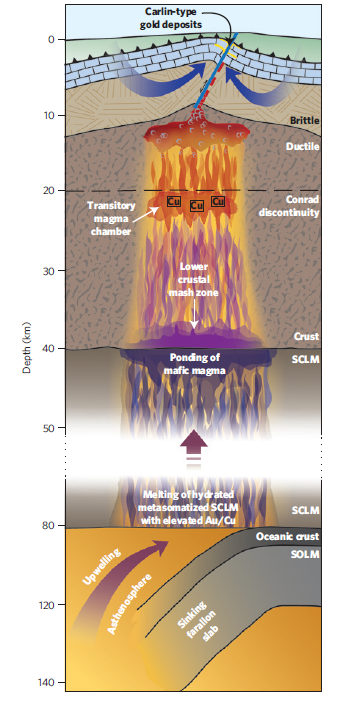 Carlin-type
gold deposits
0
10
Brittle
Ductile
20
Cu
Cu
Cu
Conrad
discontinuity
Transitory
magma
chamber
30
Lower
crustal
mash zone
Crust
40
SCLM
Ponding of
mafic magma
Depth (km)
50
Melting of hydrated
metasomatized SCLM
with elevated Au/Cu
SCLM
80
Oceanic crust
SOLM
Upwelling
Asthenosphere
Sinking
farallon
slab
120
140